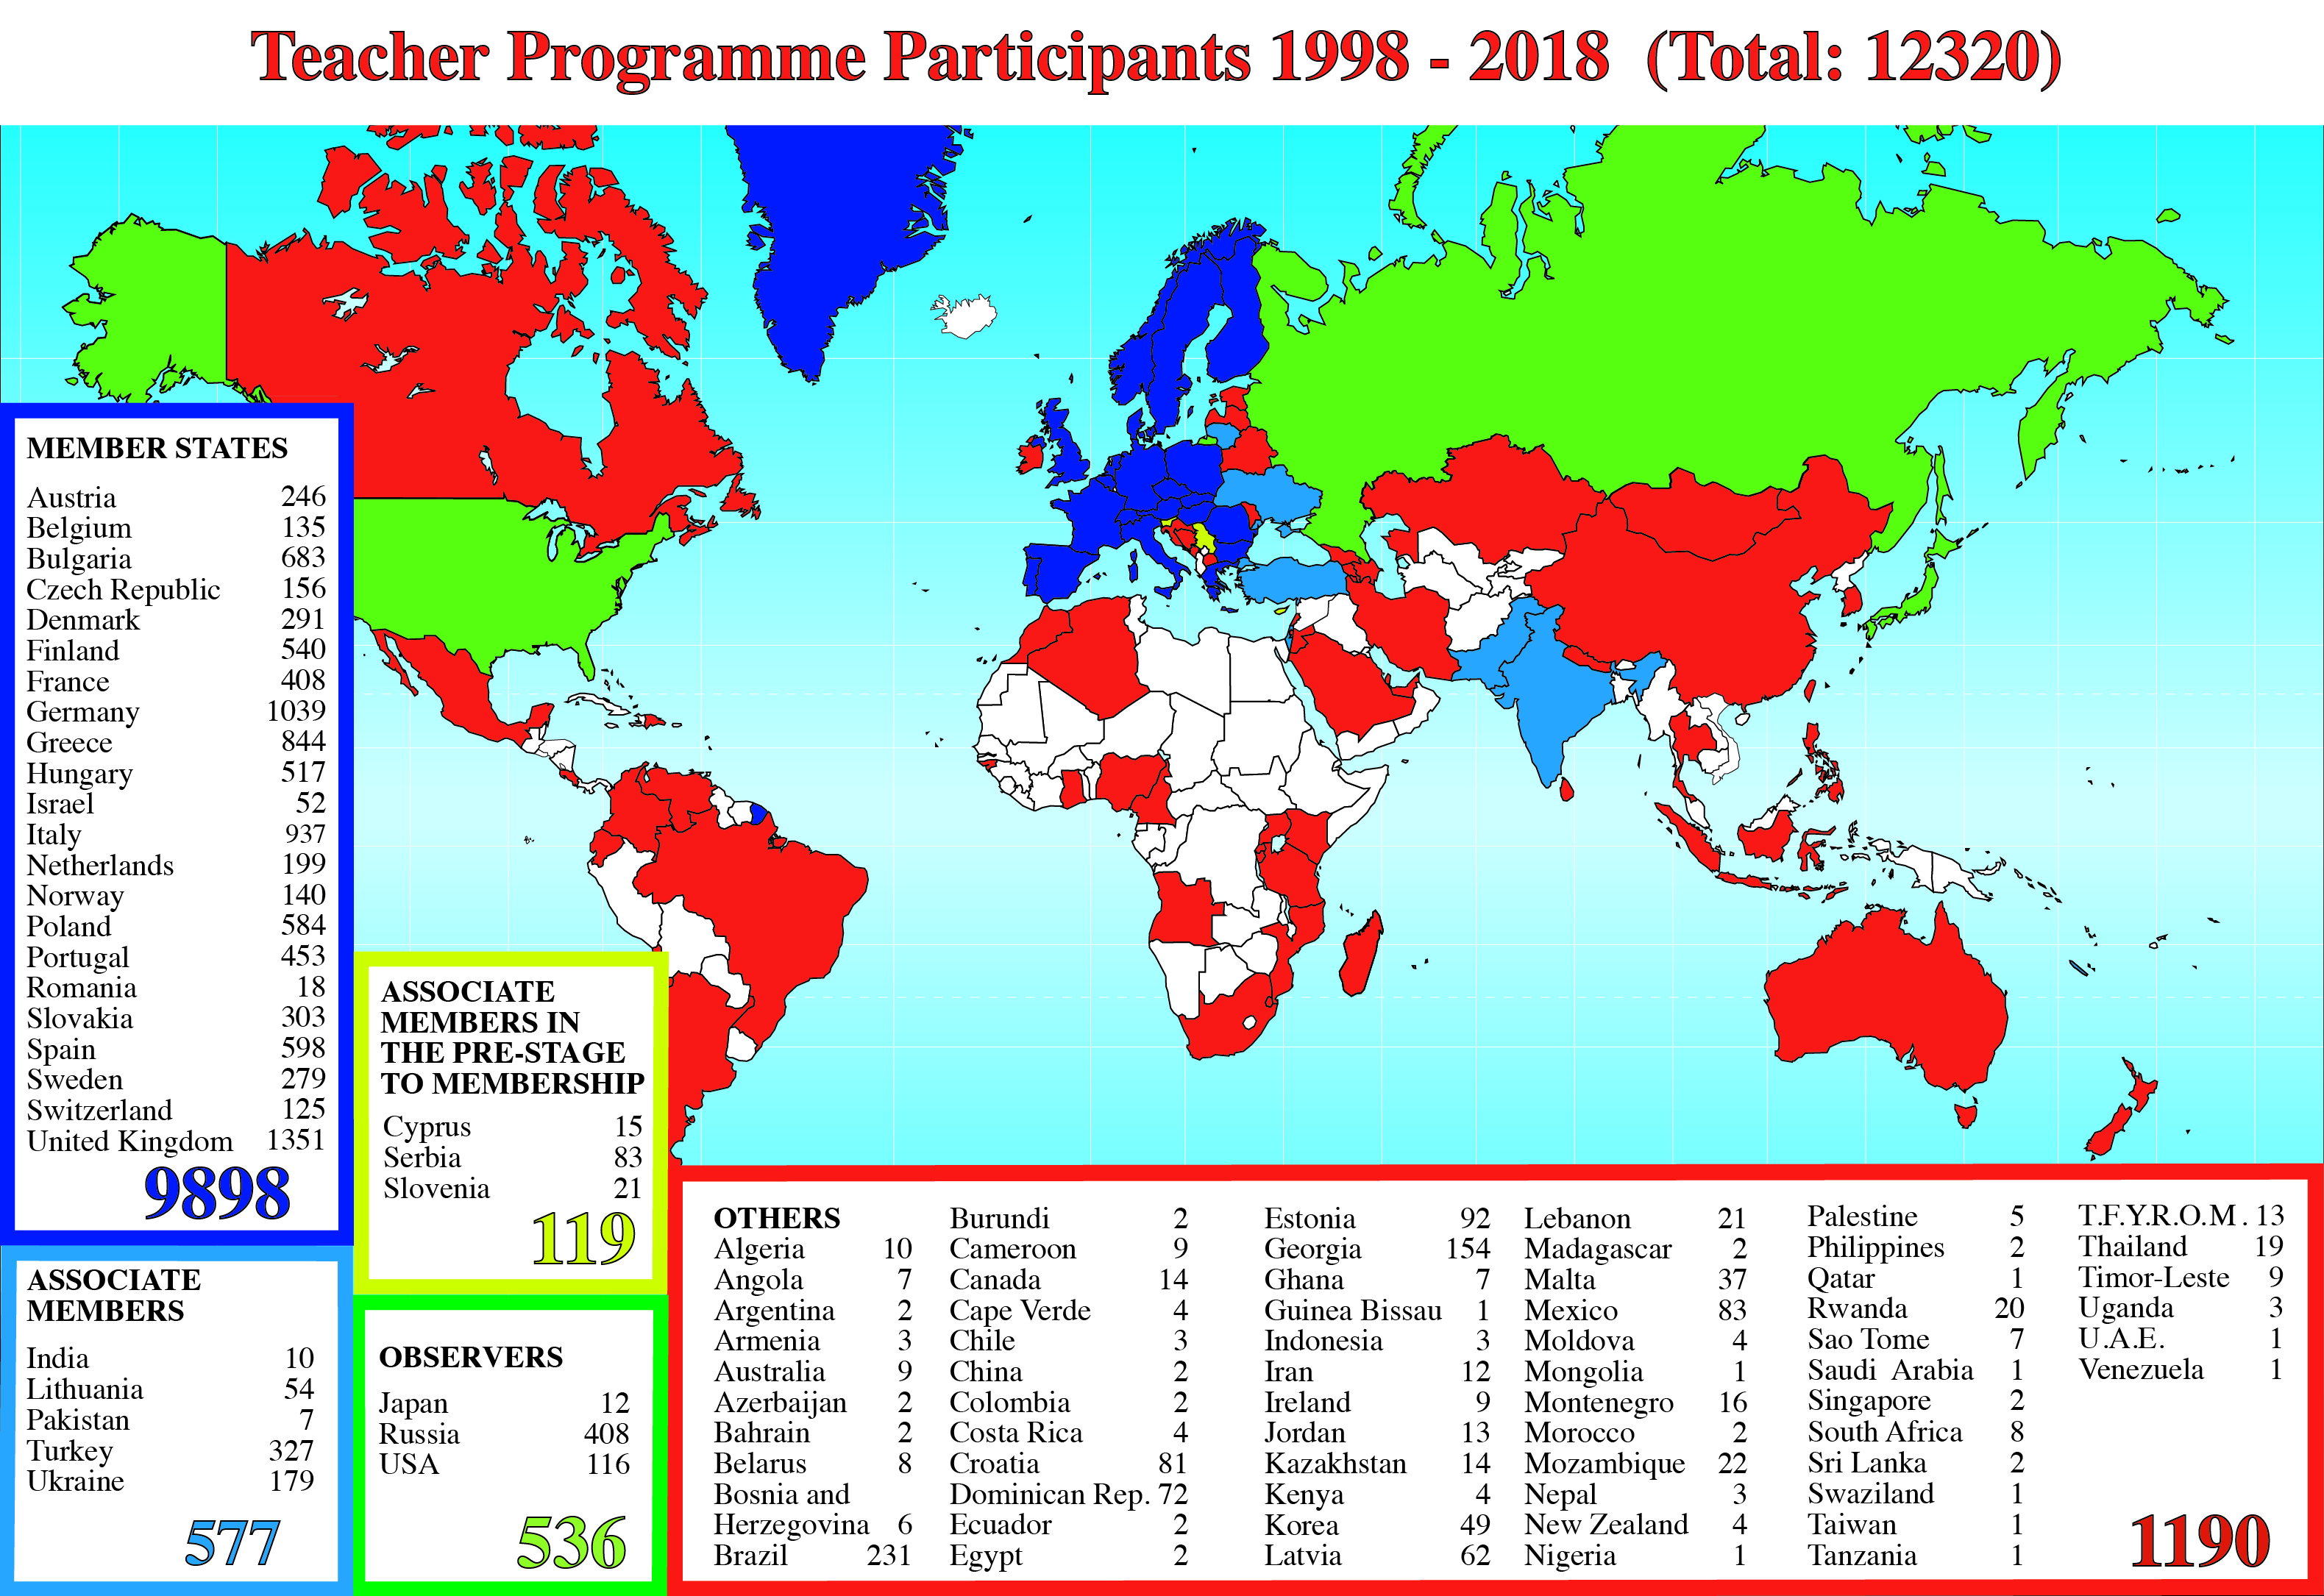 Teacher Programme Participants 1998 - 2018 (Total: 12320)
MEMBER STATES
Austria 246
Belgium 135
Bulgaria 683
Czech Republic 156
Denmark 291
Finland 540
France 408
Germany 1039
Greece 844
Hungary 517
Israel 52
Italy 937
Netherlands 199
Norway 140
Poland 584
Portugal 453
Romania 18
Slovakia 303
Spain 598
Sweden 279
Switzerland 125
United Kingdom 1351
9898
ASSOCIATE
MEMBERS
India 10
Lithuania 54
Pakistan 7
Turkey 327
Ukraine 179
577
ASSOCIATE
MEMBERS IN
THE PRE-STAGE
TO MEMBERSHIP
Cyprus 15
Serbia 83
Slovenia 21
119
OBSERVERS
Japan 12
Russia 408
USA 116
536
OTHERS
Algeria 10
Angola 7
Argentina 2
Armenia 3
Australia 9
Azerbaijan 2
Bahrain 2
Belarus 8
Bosnia and
Herzegovina 6
Brazil 231
Burundi 2
Cameroon 9
Canada 14
Cape Verde 4
Chile 3
China 2
Colombia 2
Costa Rica 4
Croatia 81
Dominican Rep. 72
Ecuador 2
Egypt 2
Estonia 92
Georgia 154
Ghana 7
Guinea Bissau 1
Indonesia 3
Iran 12
Ireland 9
Jordan 13
Kazakhstan 14
Kenya 4
Korea 49
Latvia 62
Lebanon 21
Madagascar 2
Malta 37
Mexico 83
Moldova 4
Mongolia 1
Montenegro 16
Morocco 2
Mozambique 22
Nepal 3
New Zealand 4
Nigeria 1
Palestine 5
Philippines 2
Qatar 1
Rwanda 20
Sao Tome 7
Saudi Arabia 1
Singapore 2
South Africa 8
Sri Lanka 2
Swaziland 1
Taiwan 1
Tanzania 1
T.F.Y.R.O.M. 13
Thailand 19
Timor-Leste 9
Uganda 3
U.A.E. 1
Venezuela 1
1190